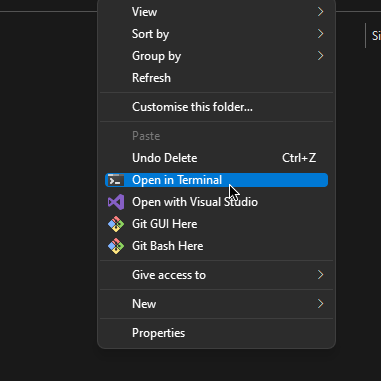 View
Si
Sort by
Group by
Refresh
Customise this folder...
Paste
Undo Delete Ctrl+Z
Open in Terminal
Open with Visual Studio
Git GUI Here
Git Bash Here
Give access to
New
Properties